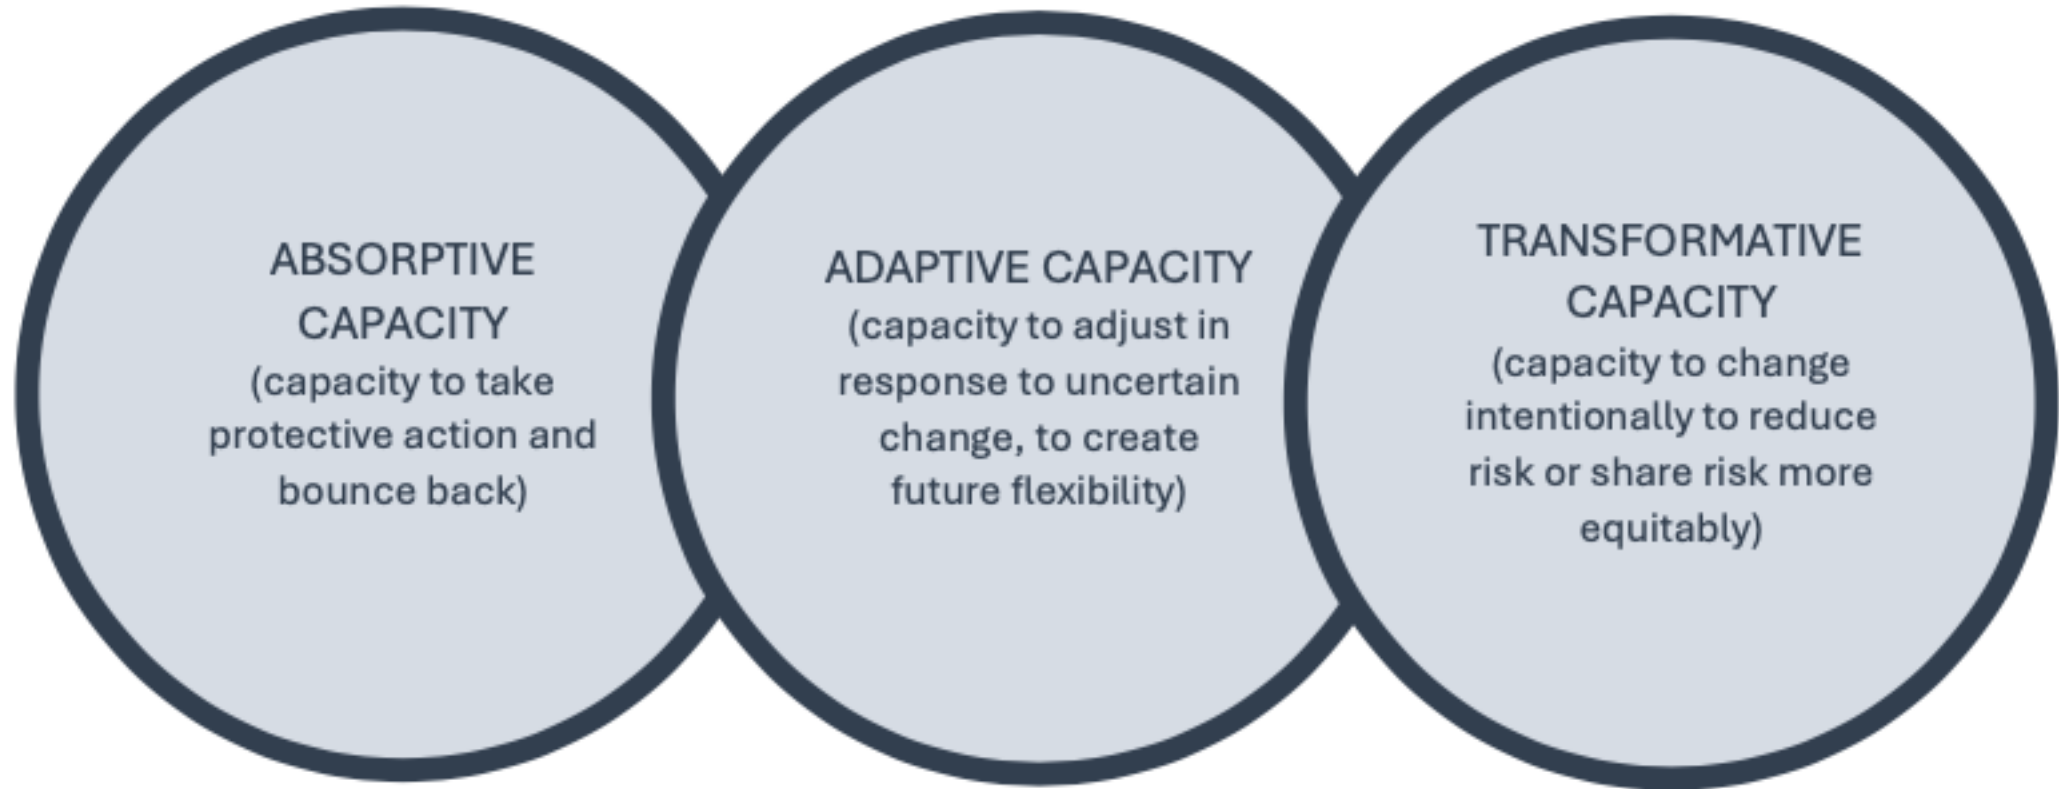 ABSORPTIVE
CAPACITY
(capacity to take
protective action and
bounce back)
ADAPTIVE CAPACITY
(capacity to adjust in
response to uncertain
change, to create
future flexibility)
TRANSFORMATIVE
CAPACITY
(capacity to change
intentionally to reduce
risk or share risk more
equitably)